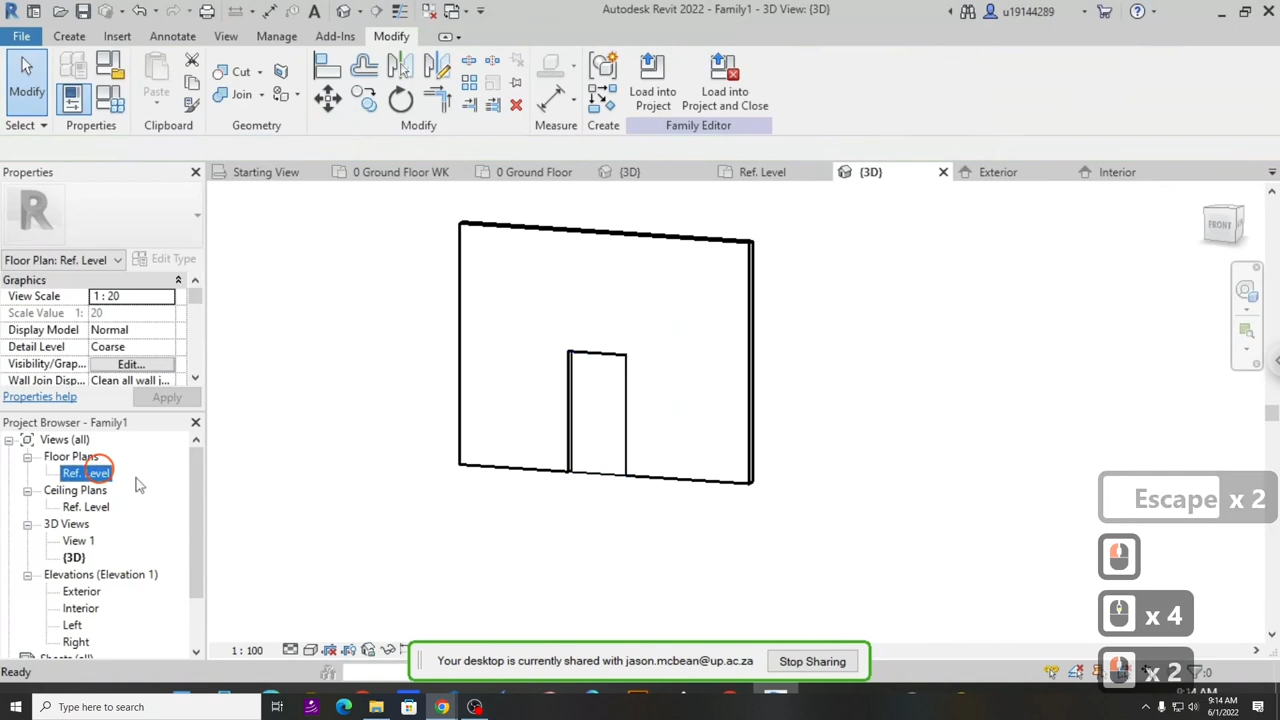 Autodesk Revit 2022 - Family1 - 3D View: {3D}
u19144289
File Create Insert Annotate View Manage Add-Ins Modify
Modify
Paste
Cut
Join
Load into Project
Load into Project and Close
Select Properties Clipboard Geometry Modify Measure Create Family Editor
Properties
Starting View 0 Ground Floor WK 0 Ground Floor {3D} Ref. Level {3D} Exterior Interior
R
FRONT
Floor Plan: Ref. Level Edit Type
Graphics
View Scale 1 : 20
Scale Value 1: 20
Display Model Normal
Detail Level Coarse
Visibility/Grap... Edit...
Wall Join Disp... Clean all wall j...
Properties help Apply
Project Browser - Family1
Views (all)
Floor Plans
Ref. Level
Ceiling Plans
Ref. Level
3D Views
View 1
{3D}
Elevations (Elevation 1)
Exterior
Interior
Left
Right
Sheets (all)
Escape x 2
x 4
x 2
1 : 100
Your desktop is currently shared with jason.mcbean@up.ac.za Stop Sharing
Ready
:0
Type here to search
9:14 AM
6/1/2022